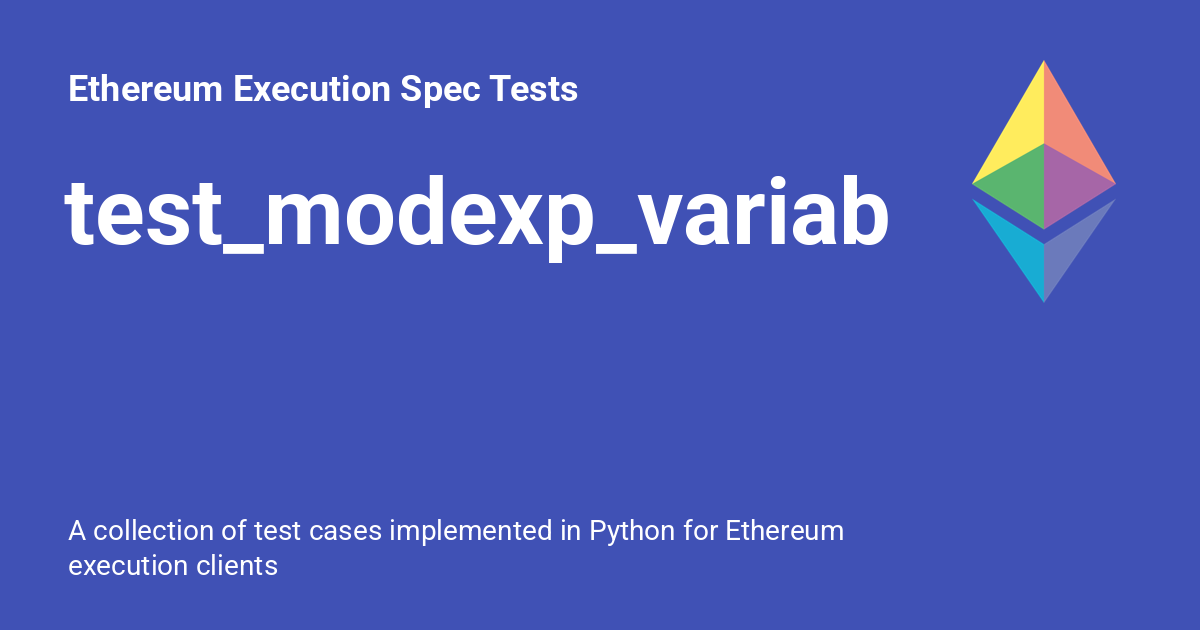 Ethereum Execution Spec Tests
test_modexp_variab
A collection of test cases implemented in Python for Ethereum
execution clients